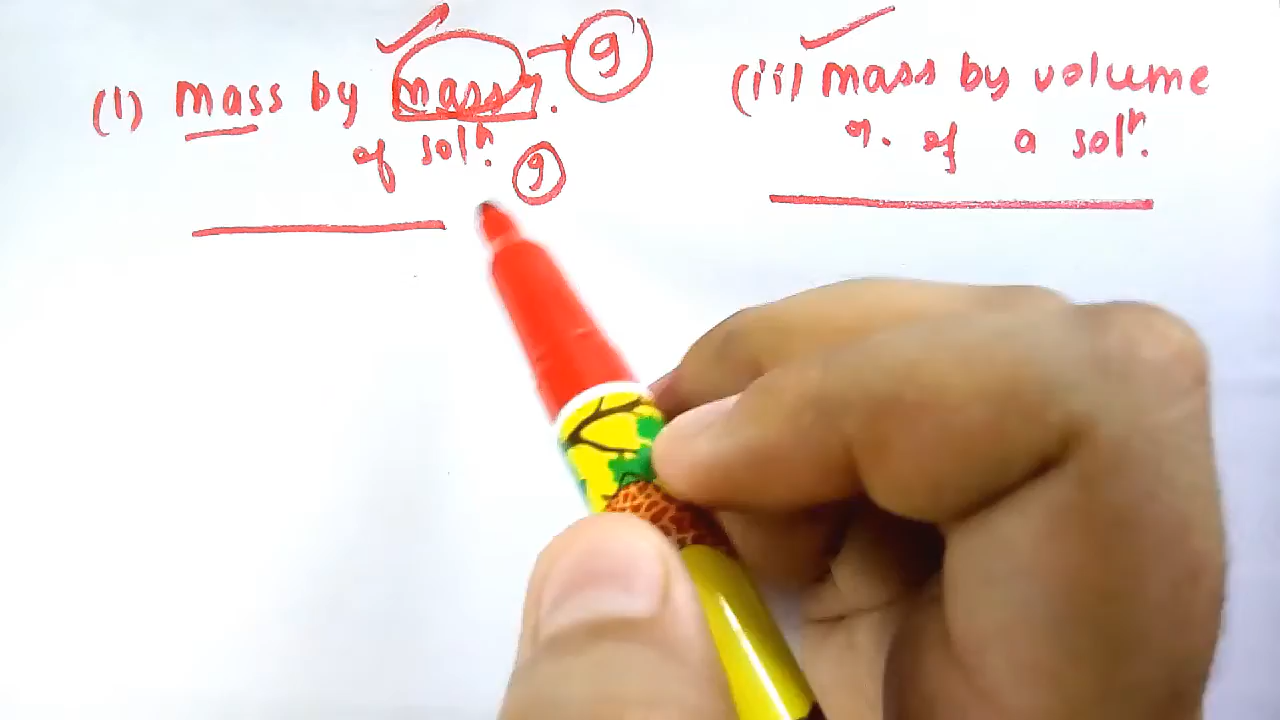 (i) mass by mass %. g
of solⁿ. g
(ii) mass by volume
%. of a solⁿ.